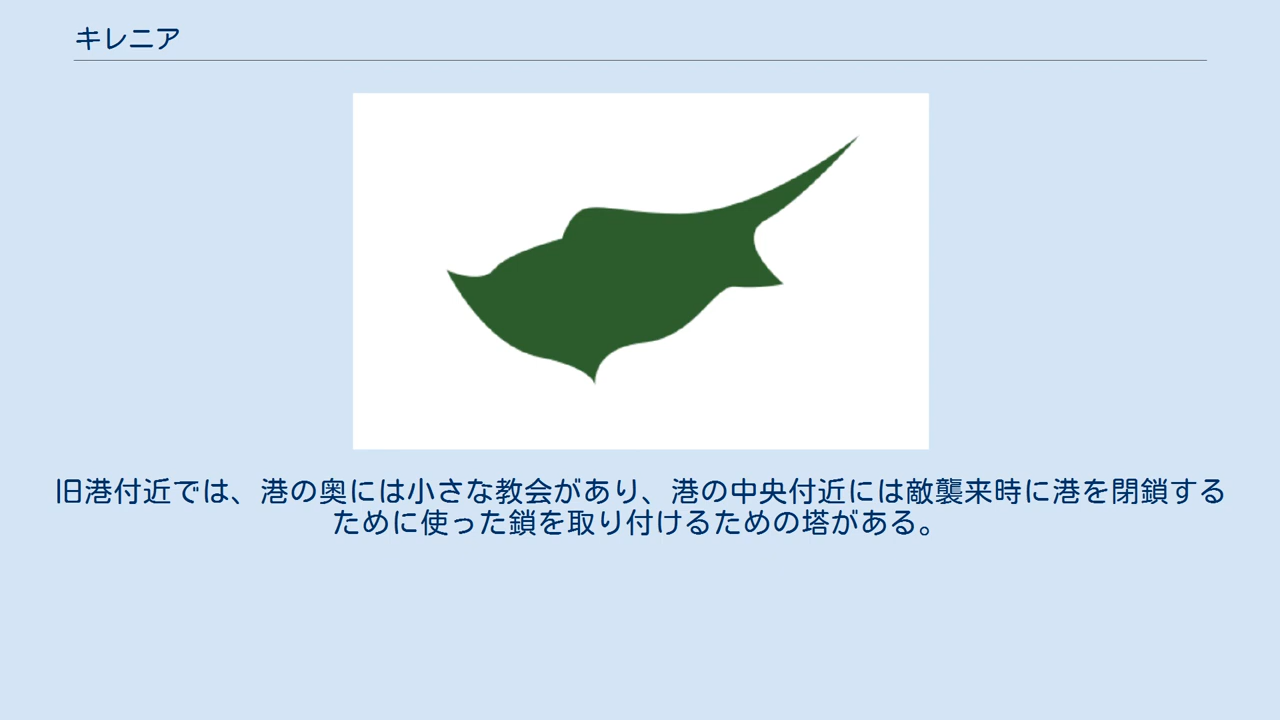 キレニア
旧港付近では、港の奥には小さな教会があり、港の中央付近には敵襲来時に港を閉鎖する
ために使った鎖を取り付けるための塔がある。